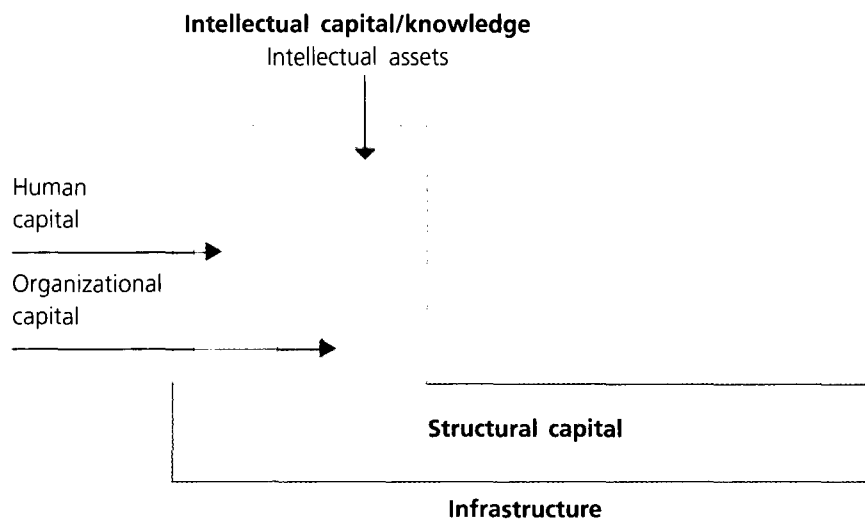 Intellectual capital/knowledge
Intellectual assets
Human
capital
Organizational
capital
Structural capital
Infrastructure